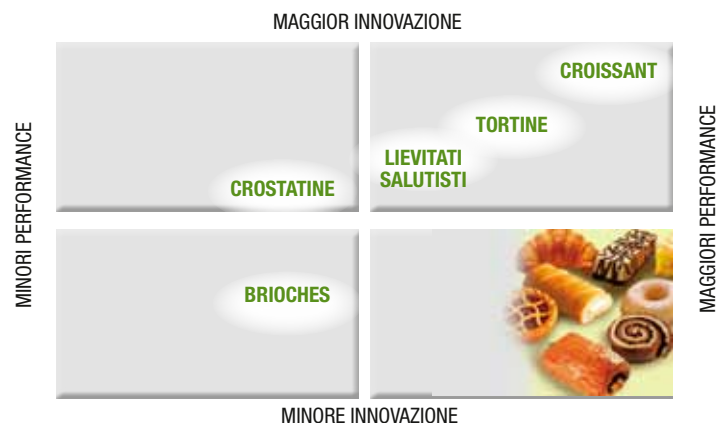 MAGGIOR INNOVAZIONE
CROISSANT
TORTINE
LIEVITATI
SALUTISTI
CROSTATINE
MINORI PERFORMANCE
MAGGIORI PERFORMANCE
BRIOCHES
MINORE INNOVAZIONE